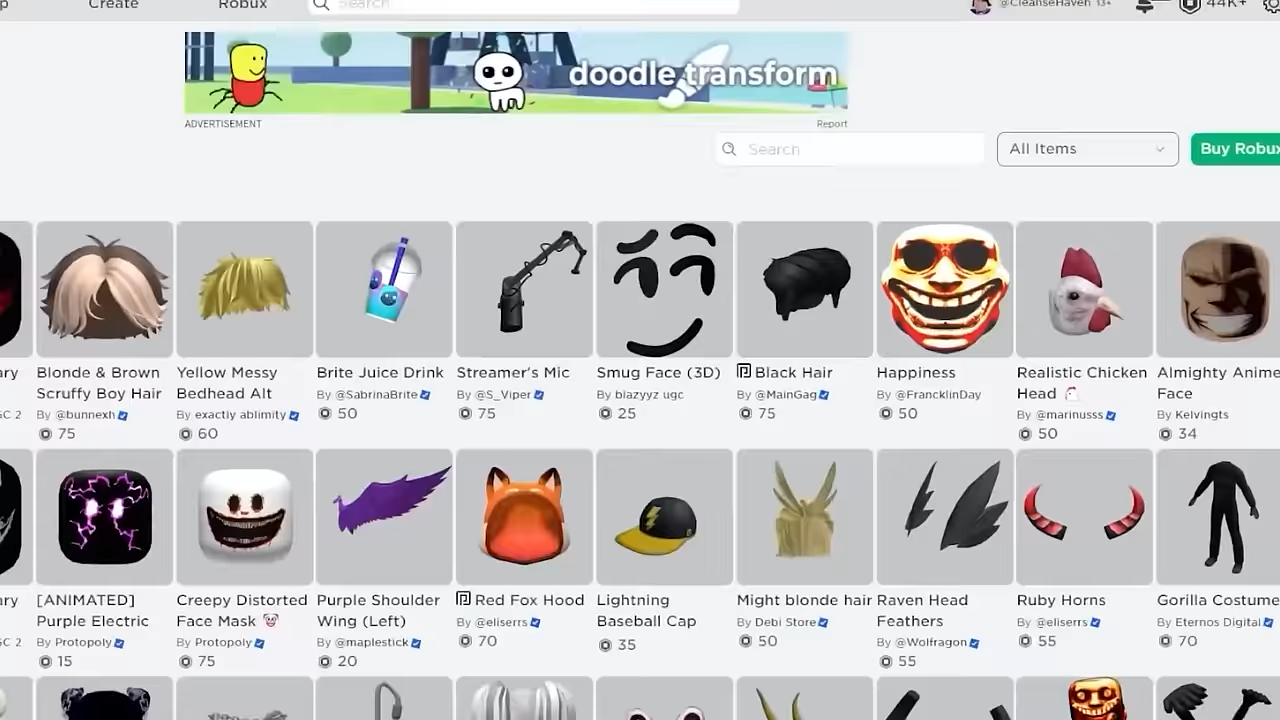 Create
Robux
Search
@CleanseHaven 13+
44K+
doodle transform
ADVERTISEMENT
Report
Search
All Items
Buy Robux
Blonde & Brown
Scruffy Boy Hair
By @bunnexh
75
Yellow Messy
Bedhead Alt
By exactly ablimity
60
Brite Juice Drink
By @SabrinaBrite
50
Streamer's Mic
By @S_Viper
75
Smug Face (3D)
By blazyyz ugc
25
Black Hair
By @MainGag
75
Happiness
By @FrancklinDay
50
Realistic Chicken
Head 🐔
By @marinusss
50
Almighty Anime
Face
By Kelvingts
34
[ANIMATED]
Purple Electric
By Protopoly
15
Creepy Distorted
Face Mask 🤡
By Protopoly
75
Purple Shoulder
Wing (Left)
By @maplestick
20
Red Fox Hood
By @eliserrs
70
Lightning
Baseball Cap
35
Might blonde hair
By Debi Store
50
Raven Head
Feathers
By @Wolfragon
55
Ruby Horns
By @eliserrs
55
Gorilla Costume
By Eternos Digital
70